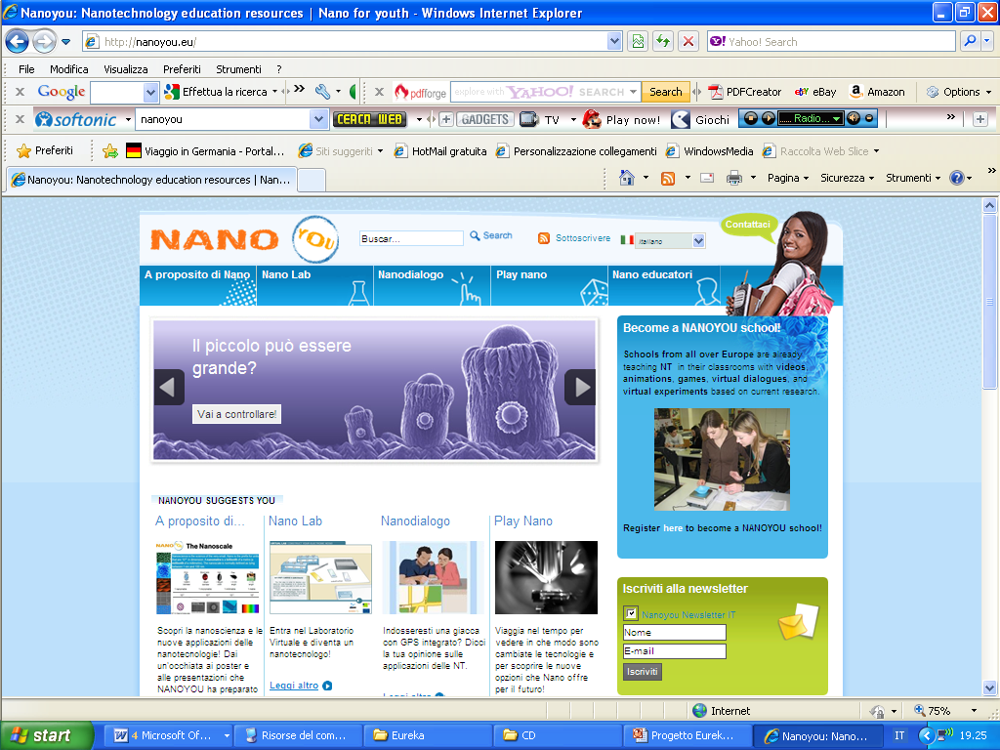 Nanoyou: Nanotechnology education resources | Nano for youth - Windows Internet Explorer
http://nanoyou.eu/
Yahoo! Search
File Modifica Visualizza Preferiti Strumenti ?
Google Effettua la ricerca pdfforge explore with YAHOO! SEARCH Search PDFCreator eBay Amazon Options
softonic nanoyou CERCA WEB GADGETS TV Play now! Giochi Radio...
Preferiti Viaggio in Germania - Portal... Siti suggeriti HotMail gratuita Personalizzazione collegamenti WindowsMedia Raccolta Web Slice
Nanoyou: Nanotechnology education resources | Nan...
Pagina Sicurezza Strumenti
NANO YOU
Buscar...
Search
Sottoscrivere
Italiano
Contattaci
A proposito di Nano
Nano Lab
Nanodialogo
Play nano
Nano educatori
Il piccolo può essere
grande?
Vai a controllare!
Become a NANOYOU school!
Schools from all over Europe are already
teaching NT in their classrooms with videos,
animations, games, virtual dialogues, and
virtual experiments based on current research.
Register here to become a NANOYOU school!
NANOYOU SUGGESTS YOU
A proposito di...
The Nanoscale
Scopri la nanoscienza e le
nuove applicazioni delle
nanotecnologie! Dai
un'occhiata ai poster e
alle presentazioni che
NANOYOU ha preparato
Nano Lab
Entra nel Laboratorio
Virtuale e diventa un
nanotecnologo!
Leggi altro
Nanodialogo
Indosseresti una giacca
con GPS integrato? Dicci
la tua opinione sulle
applicazioni delle NT.
Leggi altro
Play Nano
Viaggia nel tempo per
vedere in che modo sono
cambiate le tecnologie e
per scoprire le nuove
opzioni che Nano offre
per il futuro!
Iscriviti alla newsletter
Nanoyou Newsletter IT
Nome
E-mail
Iscriviti
Internet
75%
start
4 Microsoft Of...
Risorse del com...
Eureka
CD
Progetto Eurek...
Nanoyou: Nano...
IT
19.25